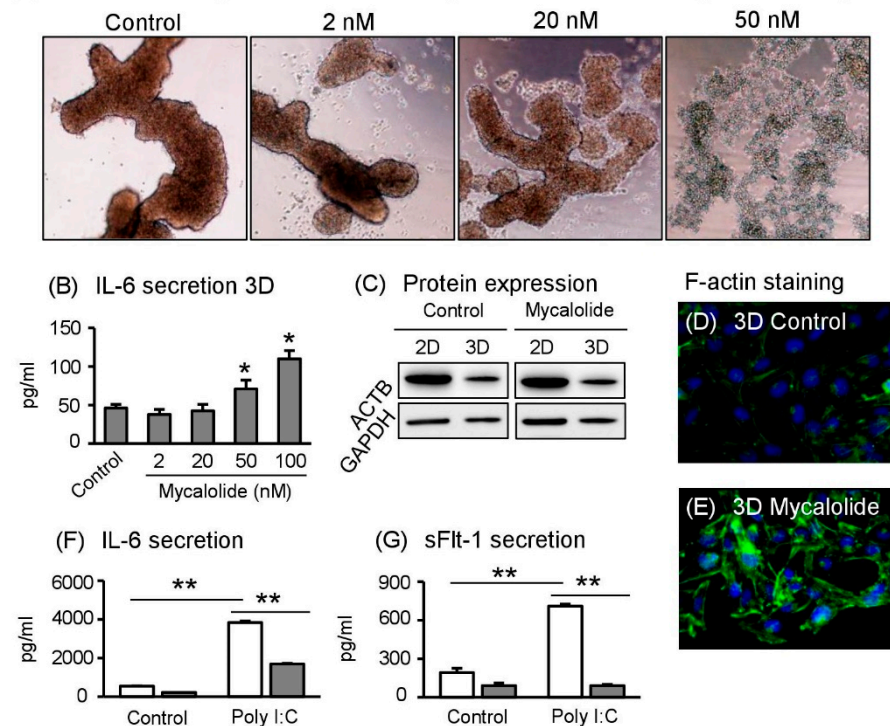 Control 2 nM 20 nM 50 nM
(B) IL-6 secretion 3D
pg/ml
150
100
50
0
* *
Control 2 20 50 100
Mycalolide (nM)
(C) Protein expression
Control Mycalolide
2D 3D 2D 3D
ACTB
GAPDH
F-actin staining
(D) 3D Control
(E) 3D Mycalolide
(F) IL-6 secretion
pg/ml
6000
4000
2000
0
** **
Control Poly I:C
(G) sFlt-1 secretion
pg/ml
900
600
300
0
** **
Control Poly I:C